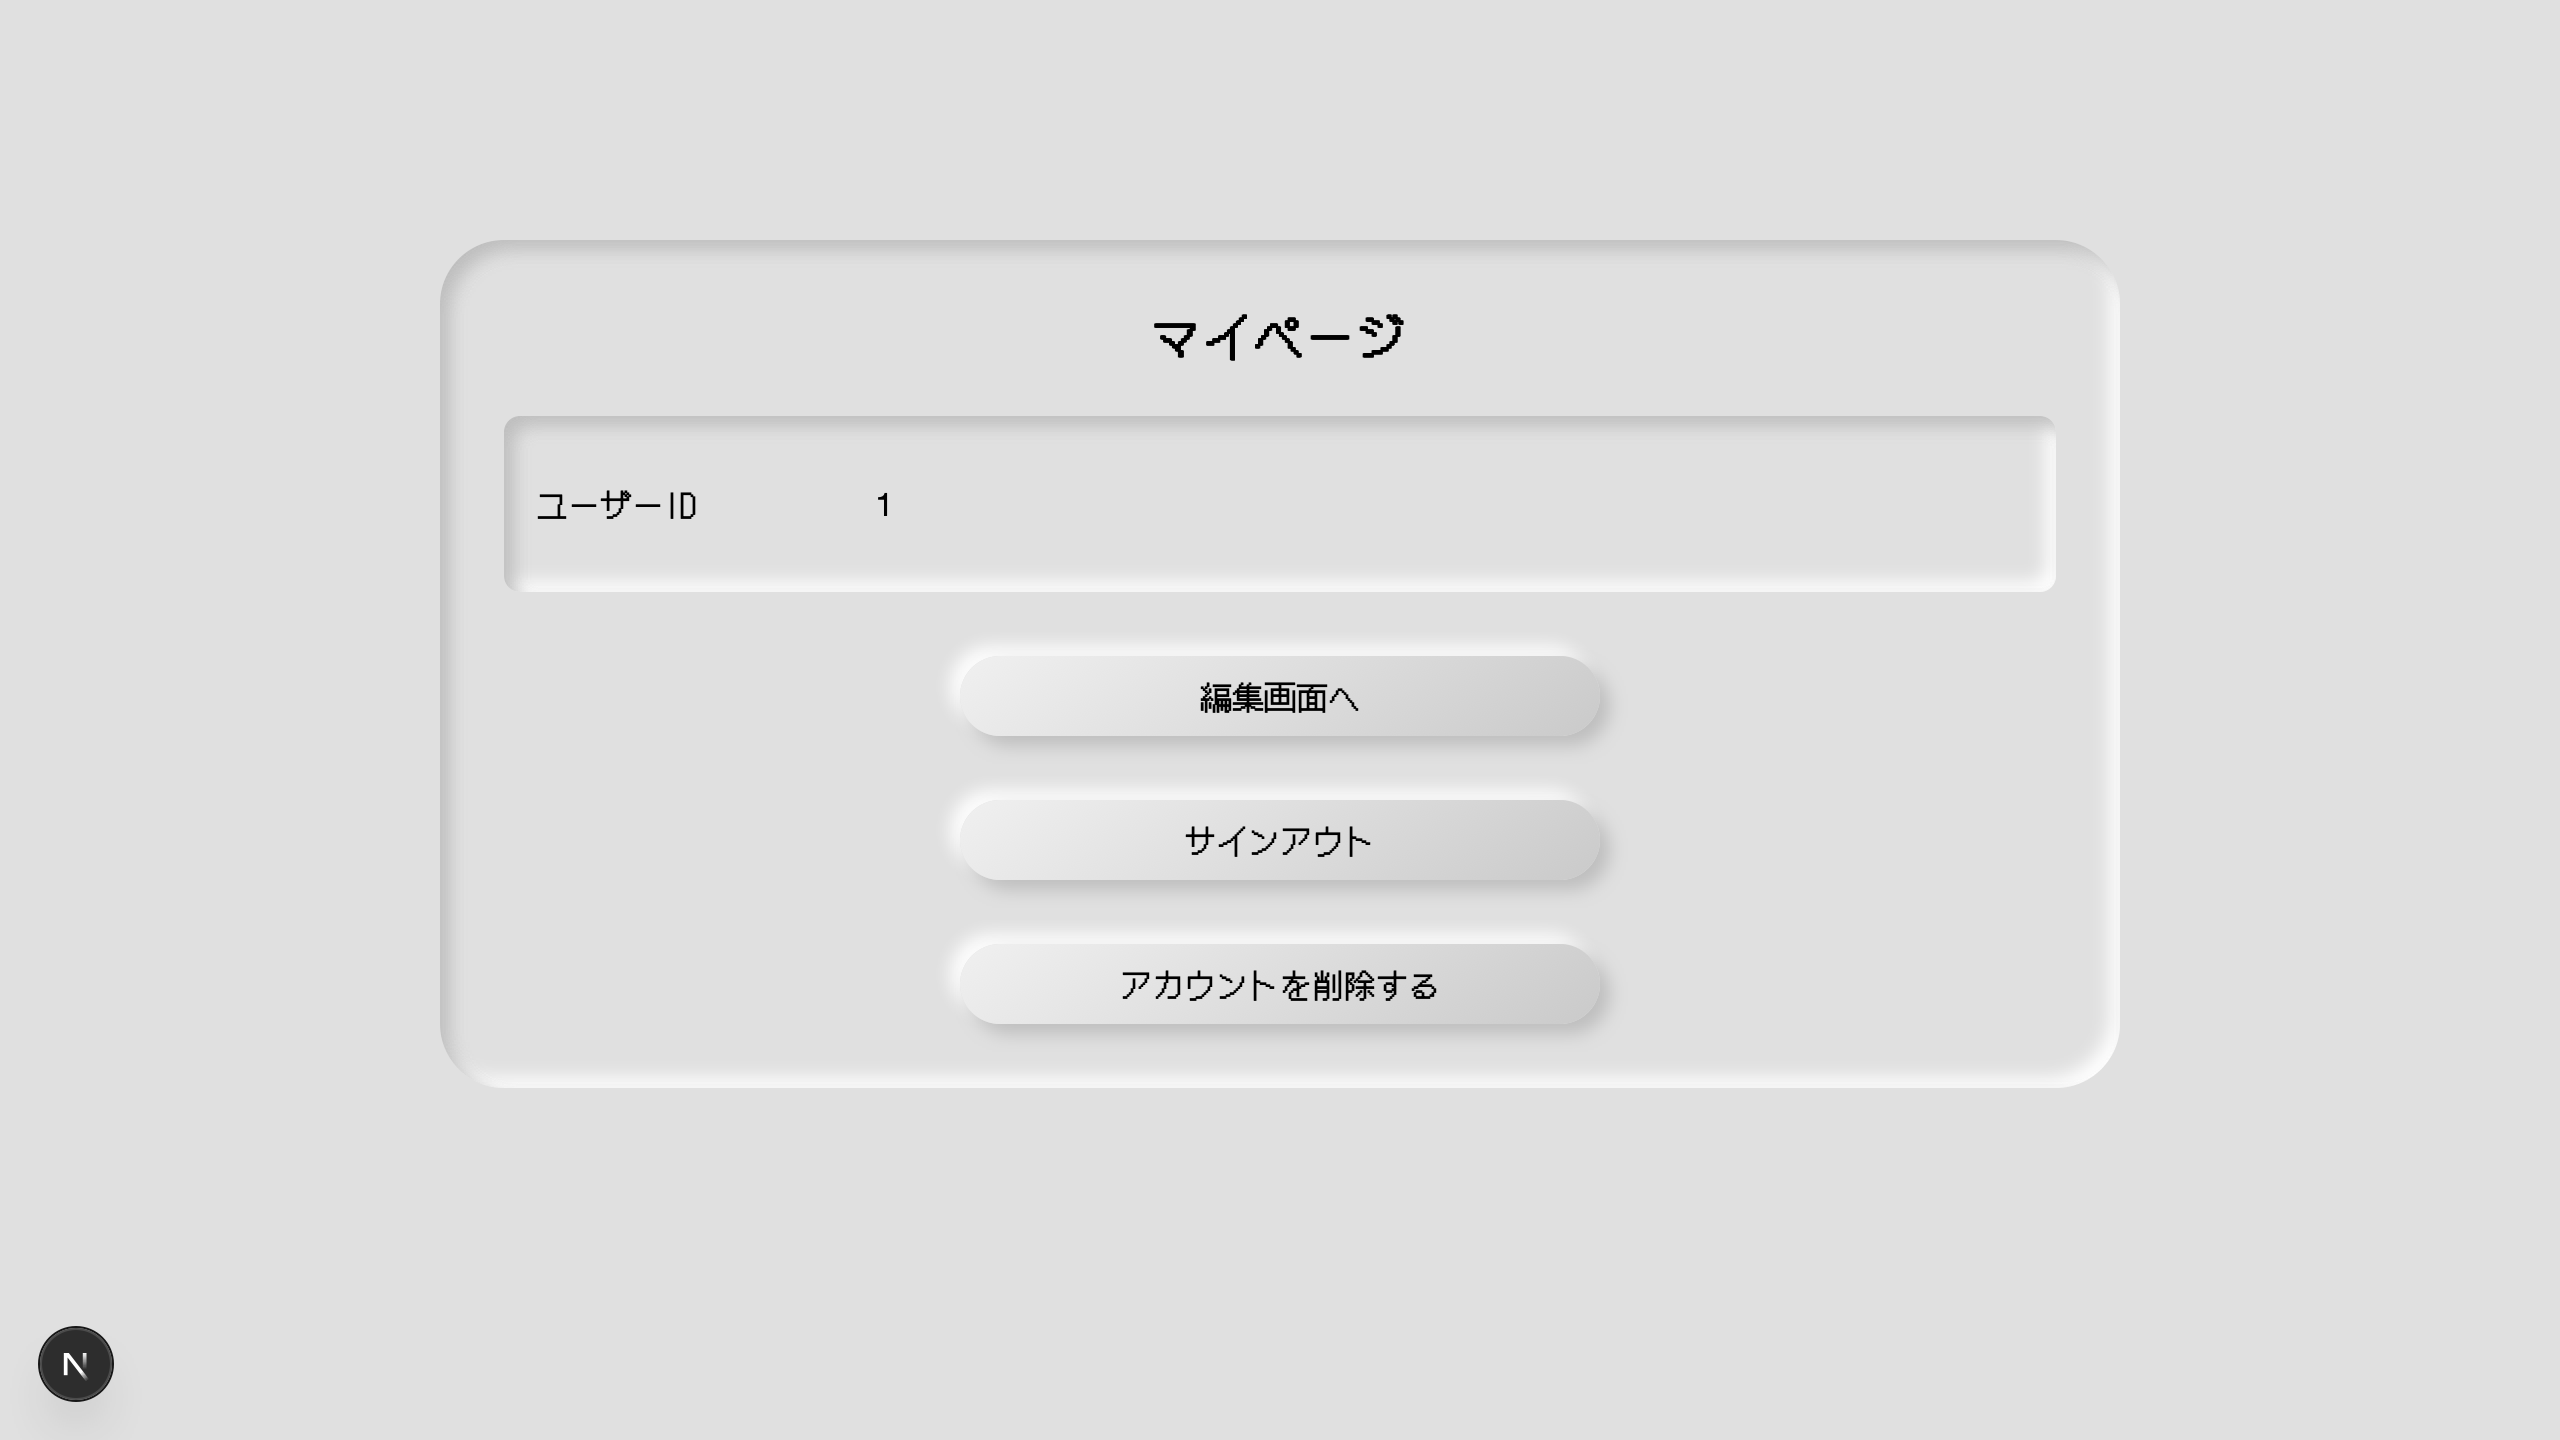 マイページ
ユーザーID 1
編集画面へ
サインアウト
アカウントを削除する
N